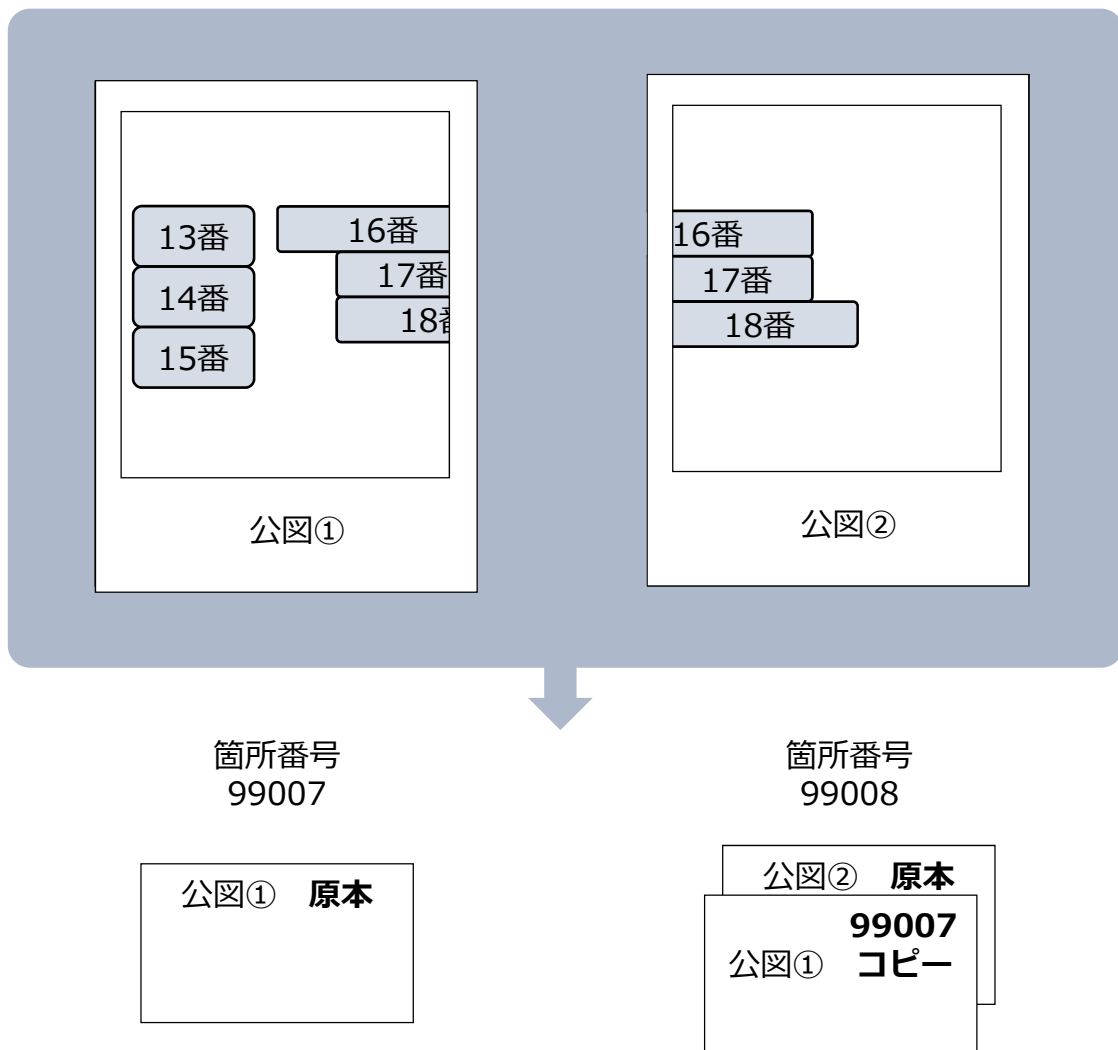 13番
14番
15番
16番
17番
18
公図①
16番
17番
18番
公図②
箇所番号
99007
箇所番号
99008
公図① 原本
公図② 原本
99007
公図① コピー